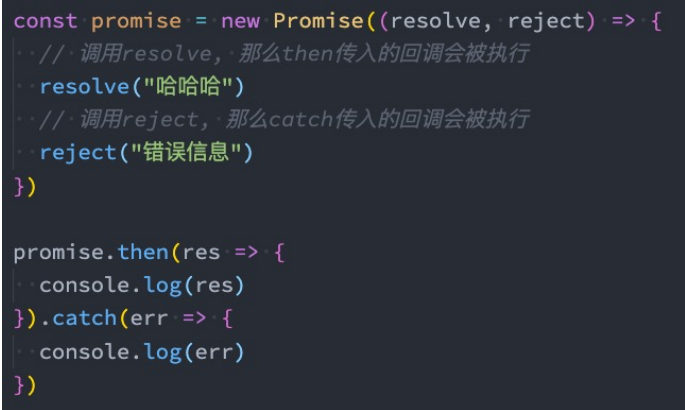 const promise = new Promise((resolve, reject) => {
  // 调用resolve, 那么then传入的回调会被执行
  resolve("哈哈哈")
  // 调用reject, 那么catch传入的回调会被执行
  reject("错误信息")
})

promise.then(res => {
  console.log(res)
}).catch(err => {
  console.log(err)
})